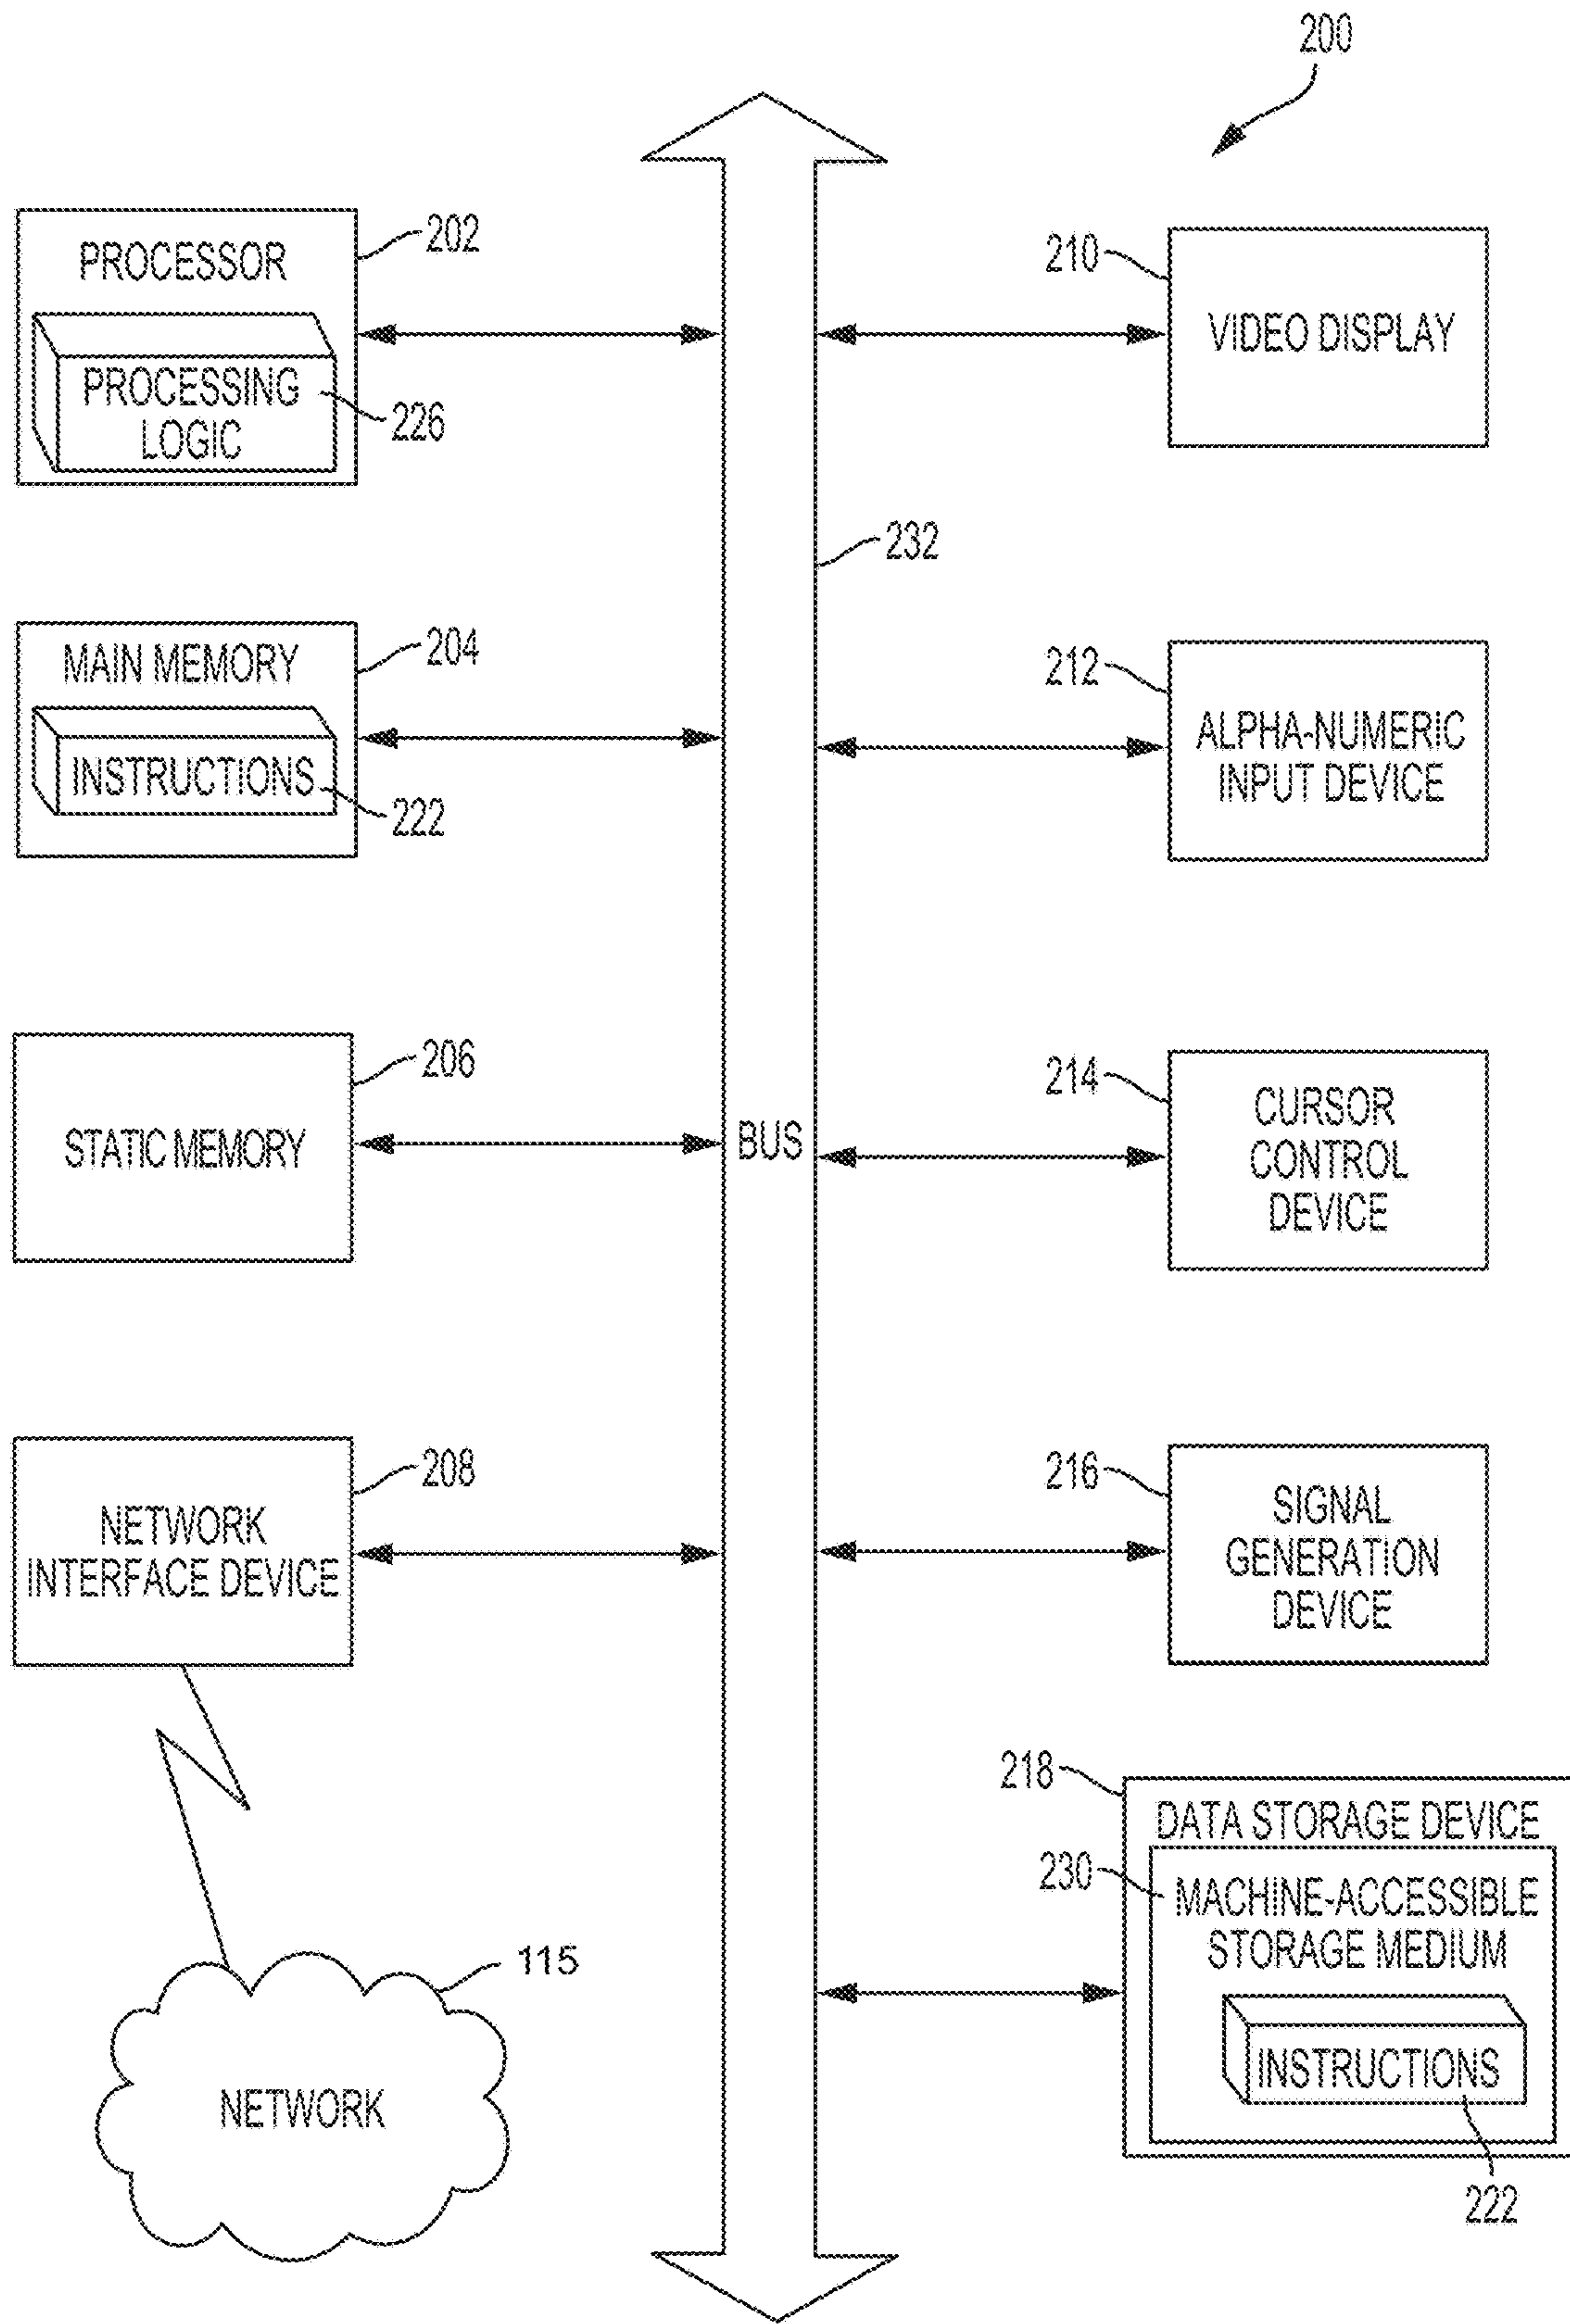 200
PROCESSOR
202
PROCESSING
LOGIC
226
MAIN MEMORY
204
INSTRUCTIONS
222
STATIC MEMORY
206
NETWORK
INTERFACE DEVICE
208
115
NETWORK
BUS
232
210
VIDEO DISPLAY
212
ALPHA-NUMERIC
INPUT DEVICE
214
CURSOR
CONTROL
DEVICE
216
SIGNAL
GENERATION
DEVICE
218
DATA STORAGE DEVICE
230
MACHINE-ACCESSIBLE
STORAGE MEDIUM
INSTRUCTIONS
222